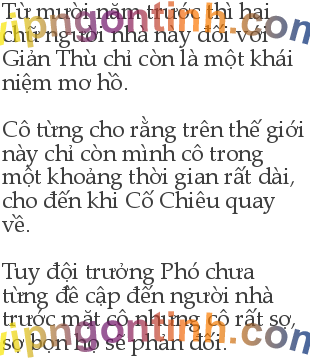 Từ mười năm trước thì hai
chữ người nhà này đối với
Giản Thù chỉ còn là một khái
niệm mơ hồ.
Cô từng cho rằng trên thế giới
này chỉ còn mình cô trong
một khoảng thời gian rất dài,
cho đến khi Cố Chiêu quay
về.
Tuy đội trưởng Phó chưa
từng đề cập đến người nhà
trước mặt cô nhưng cô rất sợ,
sợ bọn họ sẽ phản đối.
vipngontinh.com
vipngontinh.com